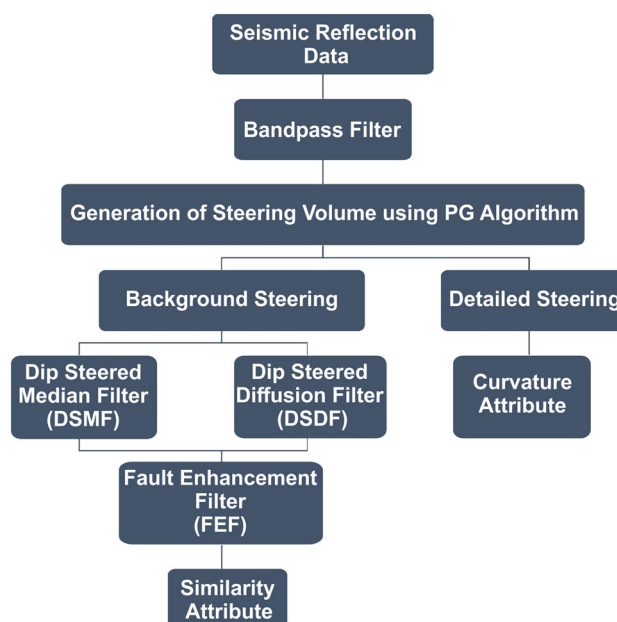 Seismic Reflection
Data
Bandpass Filter
Generation of Steering Volume using PG Algorithm
Background Steering
Detailed Steering
Dip Steered
Median Filter
(DSMF)
Dip Steered
Diffusion Filter
(DSDF)
Curvature
Attribute
Fault Enhancement
Filter
(FEF)
Similarity
Attribute